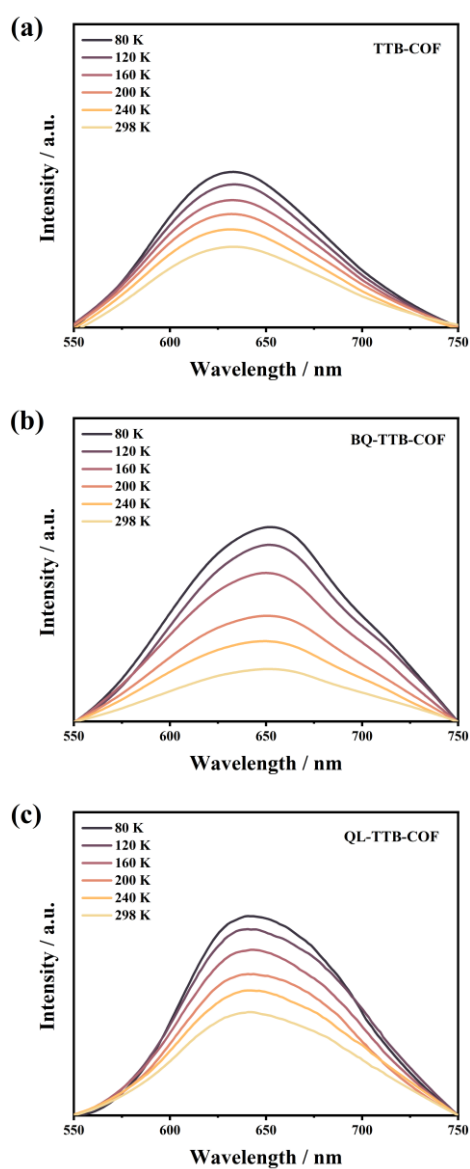 (a)
80 K
120 K
160 K
200 K
240 K
298 K
TTB-COF
Intensity / a.u.
550 600 650 700 750
Wavelength / nm
(b)
80 K
120 K
160 K
200 K
240 K
298 K
BQ-TTB-COF
Intensity / a.u.
550 600 650 700 750
Wavelength / nm
(c)
80 K
120 K
160 K
200 K
240 K
298 K
QL-TTB-COF
Intensity / a.u.
550 600 650 700 750
Wavelength / nm